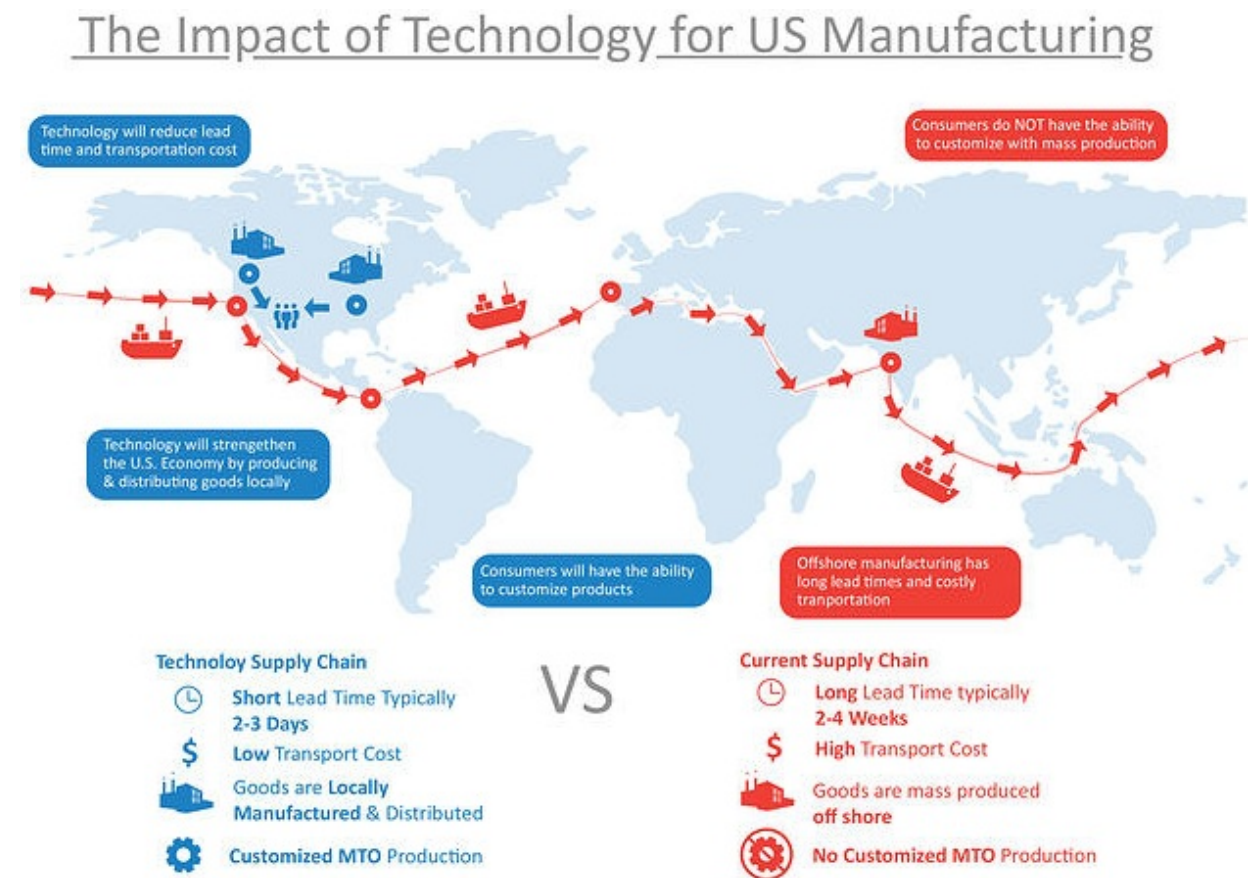 The Impact of Technology for US Manufacturing
Technology will reduce lead
time and transportation cost
Consumers do NOT have the ability
to customize with mass production
Technology will strengethen
the U.S. Economy by producing
& distributing goods locally
Consumers will have the ability
to customize products
Offshore manufacturing has
long lead times and costly
tranportation
Technoloy Supply Chain
Short Lead Time Typically
2-3 Days
$ Low Transport Cost
Goods are Locally
Manufactured & Distributed
Customized MTO Production
VS
Current Supply Chain
Long Lead Time typically
2-4 Weeks
$ High Transport Cost
Goods are mass produced
off shore
No Customized MTO Production